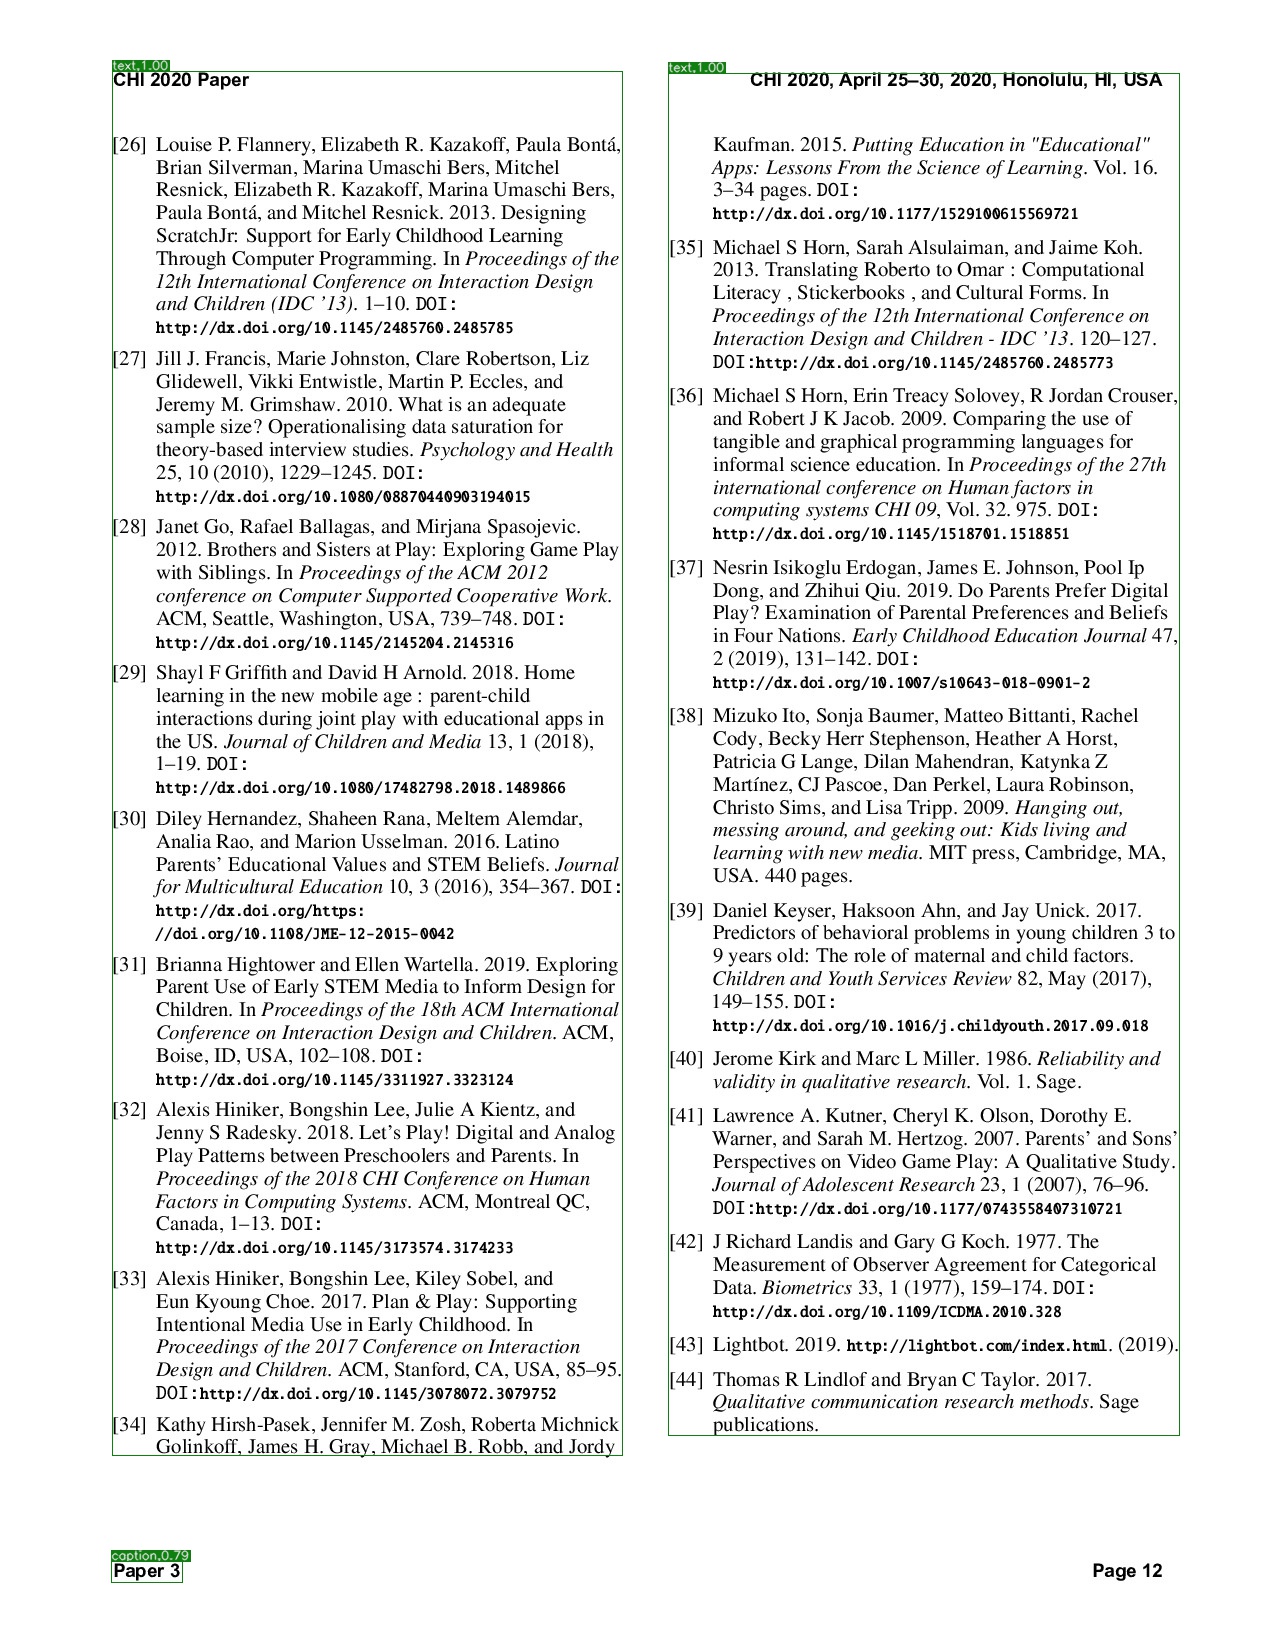 text,1.00
CHI 2020 Paper
text,1.00
CHI 2020, April 25–30, 2020, Honolulu, HI, USA
[26] Louise P. Flannery, Elizabeth R. Kazakoff, Paula Bontá,
Brian Silverman, Marina Umaschi Bers, Mitchel
Resnick, Elizabeth R. Kazakoff, Marina Umaschi Bers,
Paula Bontá, and Mitchel Resnick. 2013. Designing
ScratchJr: Support for Early Childhood Learning
Through Computer Programming. In Proceedings of the
12th International Conference on Interaction Design
and Children (IDC ’13). 1–10. DOI:
http://dx.doi.org/10.1145/2485760.2485785
[27] Jill J. Francis, Marie Johnston, Clare Robertson, Liz
Glidewell, Vikki Entwistle, Martin P. Eccles, and
Jeremy M. Grimshaw. 2010. What is an adequate
sample size? Operationalising data saturation for
theory-based interview studies. Psychology and Health
25, 10 (2010), 1229–1245. DOI:
http://dx.doi.org/10.1080/08870440903194015
[28] Janet Go, Rafael Ballagas, and Mirjana Spasojevic.
2012. Brothers and Sisters at Play: Exploring Game Play
with Siblings. In Proceedings of the ACM 2012
conference on Computer Supported Cooperative Work.
ACM, Seattle, Washington, USA, 739–748. DOI:
http://dx.doi.org/10.1145/2145204.2145316
[29] Shayl F Griffith and David H Arnold. 2018. Home
learning in the new mobile age : parent-child
interactions during joint play with educational apps in
the US. Journal of Children and Media 13, 1 (2018),
1–19. DOI:
http://dx.doi.org/10.1080/17482798.2018.1489866
[30] Diley Hernandez, Shaheen Rana, Meltem Alemdar,
Analia Rao, and Marion Usselman. 2016. Latino
Parents’ Educational Values and STEM Beliefs. Journal
for Multicultural Education 10, 3 (2016), 354–367. DOI:
http://dx.doi.org/https:
//doi.org/10.1108/JME-12-2015-0042
[31] Brianna Hightower and Ellen Wartella. 2019. Exploring
Parent Use of Early STEM Media to Inform Design for
Children. In Proceedings of the 18th ACM International
Conference on Interaction Design and Children. ACM,
Boise, ID, USA, 102–108. DOI:
http://dx.doi.org/10.1145/3311927.3323124
[32] Alexis Hiniker, Bongshin Lee, Julie A Kientz, and
Jenny S Radesky. 2018. Let’s Play! Digital and Analog
Play Patterns between Preschoolers and Parents. In
Proceedings of the 2018 CHI Conference on Human
Factors in Computing Systems. ACM, Montreal QC,
Canada, 1–13. DOI:
http://dx.doi.org/10.1145/3173574.3174233
[33] Alexis Hiniker, Bongshin Lee, Kiley Sobel, and
Eun Kyoung Choe. 2017. Plan & Play: Supporting
Intentional Media Use in Early Childhood. In
Proceedings of the 2017 Conference on Interaction
Design and Children. ACM, Stanford, CA, USA, 85–95.
DOI:http://dx.doi.org/10.1145/3078072.3079752
[34] Kathy Hirsh-Pasek, Jennifer M. Zosh, Roberta Michnick
Golinkoff, James H. Gray, Michael B. Robb, and Jordy
Kaufman. 2015. Putting Education in "Educational"
Apps: Lessons From the Science of Learning. Vol. 16.
3–34 pages. DOI:
http://dx.doi.org/10.1177/1529100615569721
[35] Michael S Horn, Sarah Alsulaiman, and Jaime Koh.
2013. Translating Roberto to Omar : Computational
Literacy , Stickerbooks , and Cultural Forms. In
Proceedings of the 12th International Conference on
Interaction Design and Children - IDC ’13. 120–127.
DOI:http://dx.doi.org/10.1145/2485760.2485773
[36] Michael S Horn, Erin Treacy Solovey, R Jordan Crouser,
and Robert J K Jacob. 2009. Comparing the use of
tangible and graphical programming languages for
informal science education. In Proceedings of the 27th
international conference on Human factors in
computing systems CHI 09, Vol. 32. 975. DOI:
http://dx.doi.org/10.1145/1518701.1518851
[37] Nesrin Isikoglu Erdogan, James E. Johnson, Pool Ip
Dong, and Zhihui Qiu. 2019. Do Parents Prefer Digital
Play? Examination of Parental Preferences and Beliefs
in Four Nations. Early Childhood Education Journal 47,
2 (2019), 131–142. DOI:
http://dx.doi.org/10.1007/s10643-018-0901-2
[38] Mizuko Ito, Sonja Baumer, Matteo Bittanti, Rachel
Cody, Becky Herr Stephenson, Heather A Horst,
Patricia G Lange, Dilan Mahendran, Katynka Z
Martínez, CJ Pascoe, Dan Perkel, Laura Robinson,
Christo Sims, and Lisa Tripp. 2009. Hanging out,
messing around, and geeking out: Kids living and
learning with new media. MIT press, Cambridge, MA,
USA. 440 pages.
[39] Daniel Keyser, Haksoon Ahn, and Jay Unick. 2017.
Predictors of behavioral problems in young children 3 to
9 years old: The role of maternal and child factors.
Children and Youth Services Review 82, May (2017),
149–155. DOI:
http://dx.doi.org/10.1016/j.childyouth.2017.09.018
[40] Jerome Kirk and Marc L Miller. 1986. Reliability and
validity in qualitative research. Vol. 1. Sage.
[41] Lawrence A. Kutner, Cheryl K. Olson, Dorothy E.
Warner, and Sarah M. Hertzog. 2007. Parents’ and Sons’
Perspectives on Video Game Play: A Qualitative Study.
Journal of Adolescent Research 23, 1 (2007), 76–96.
DOI:http://dx.doi.org/10.1177/0743558407310721
[42] J Richard Landis and Gary G Koch. 1977. The
Measurement of Observer Agreement for Categorical
Data. Biometrics 33, 1 (1977), 159–174. DOI:
http://dx.doi.org/10.1109/ICDMA.2010.328
[43] Lightbot. 2019. http://lightbot.com/index.html. (2019).
[44] Thomas R Lindlof and Bryan C Taylor. 2017.
Qualitative communication research methods. Sage
publications.
caption,0.79
Paper 3
Page 12